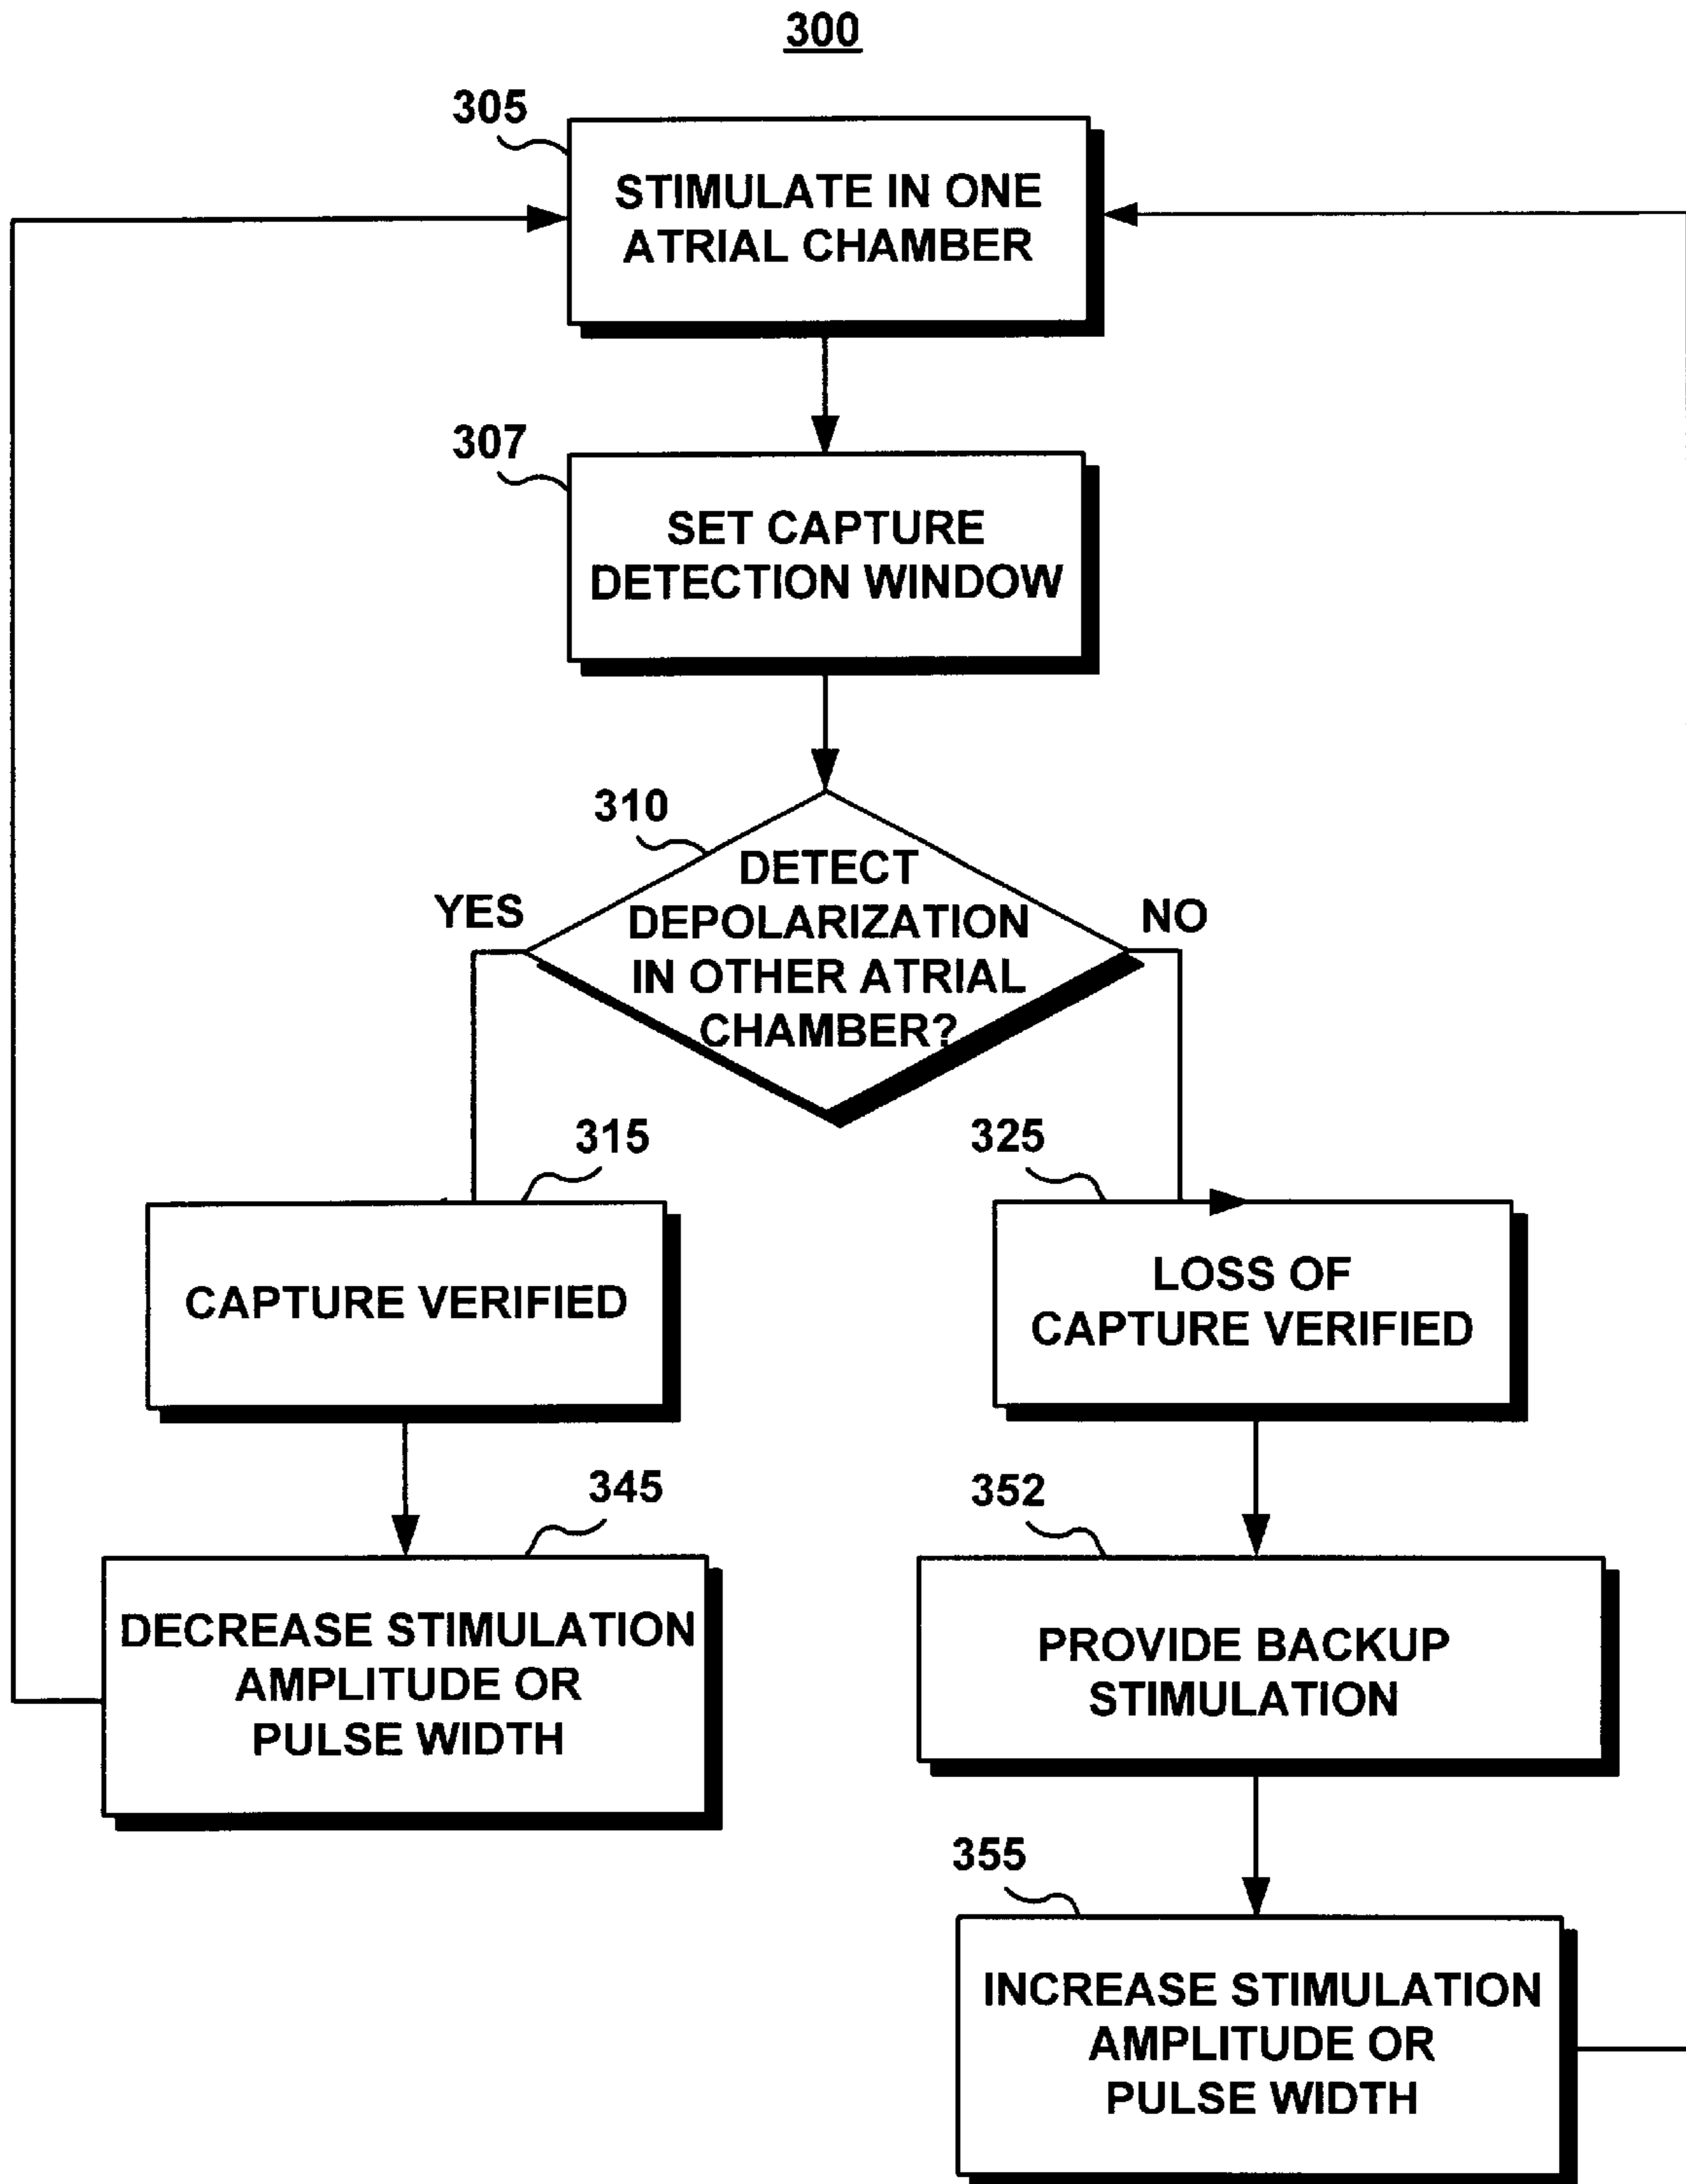 300
305
STIMULATE IN ONE
ATRIAL CHAMBER
307
SET CAPTURE
DETECTION WINDOW
310
DETECT
DEPOLARIZATION
IN OTHER ATRIAL
CHAMBER?
YES
NO
315
CAPTURE VERIFIED
325
LOSS OF
CAPTURE VERIFIED
345
DECREASE STIMULATION
AMPLITUDE OR
PULSE WIDTH
352
PROVIDE BACKUP
STIMULATION
355
INCREASE STIMULATION
AMPLITUDE OR
PULSE WIDTH